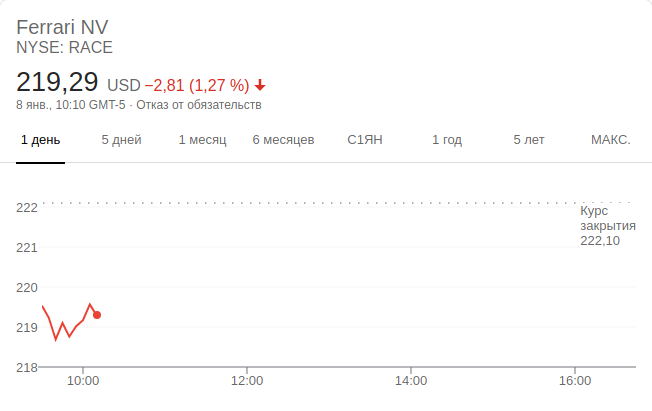 Ferrari NV
NYSE: RACE
219,29 USD −2,81 (1,27 %)
8 янв., 10:10 GMT-5 · Отказ от обязательств
1 день 5 дней 1 месяц 6 месяцев С1ЯН 1 год 5 лет МАКС.
222
Курс
закрытия
222,10
221
220
219
218
10:00 12:00 14:00 16:00